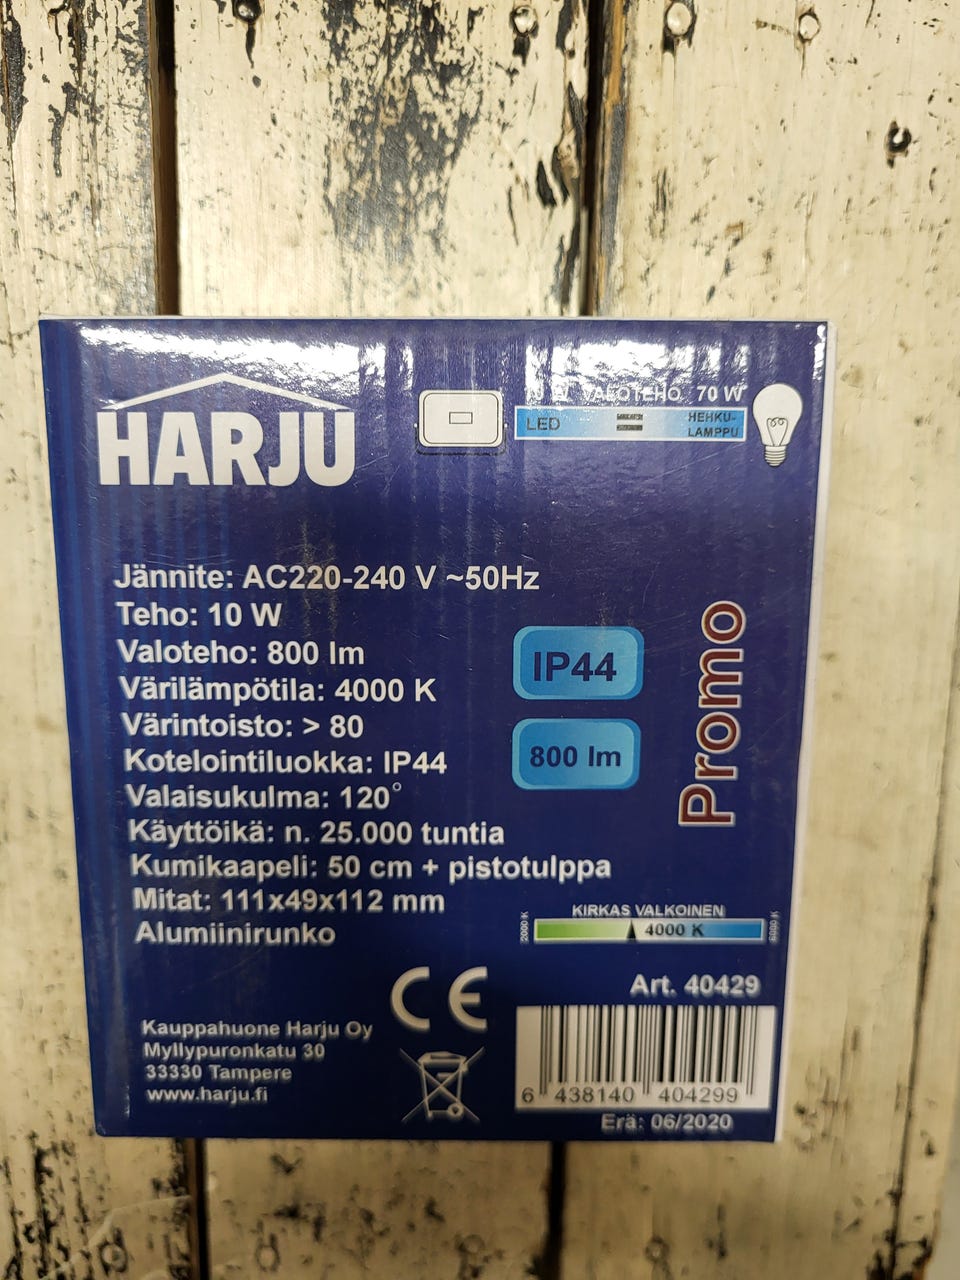 HARJU
10 W VALOTEHO 70 W
LED = HEHKU-
LAMPPU
Jännite: AC220-240 V ~50Hz
Teho: 10 W
Valoteho: 800 lm
Värilämpötila: 4000 K
Värintoisto: > 80
Kotelointiluokka: IP44
Valaisukulma: 120°
Käyttöikä: n. 25.000 tuntia
Kumikaapeli: 50 cm + pistotulppa
Mitat: 111x49x112 mm
Alumiinirunko
IP44
800 lm
Promo
KIRKAS VALKOINEN
2000 K
4000 K
6000 K
Art. 40429
CE
Kauppahuone Harju Oy
Myllypuronkatu 30
33330 Tampere
www.harju.fi
6 438140 404299
Erä: 06/2020